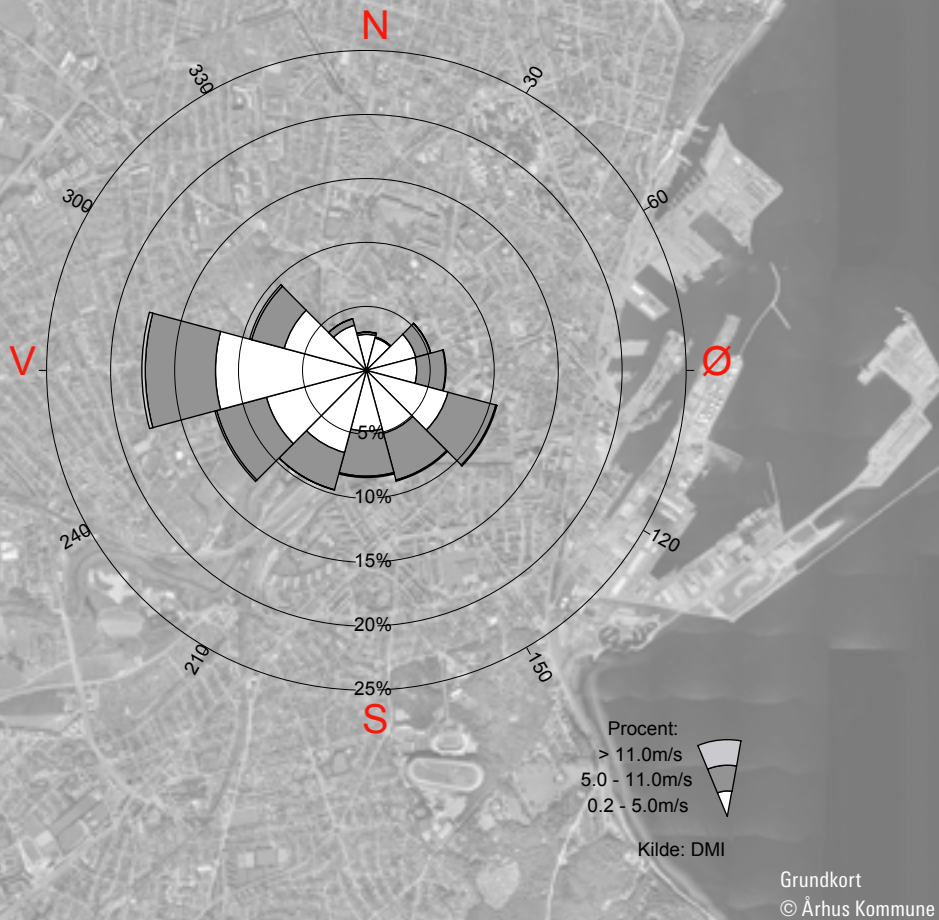 N
330
30
300
60
V
Ø
5%
10%
240
120
15%
20%
210
150
25%
S
Procent:
> 11.0m/s
5.0 - 11.0m/s
0.2 - 5.0m/s
Kilde: DMI
Grundkort
© Århus Kommune